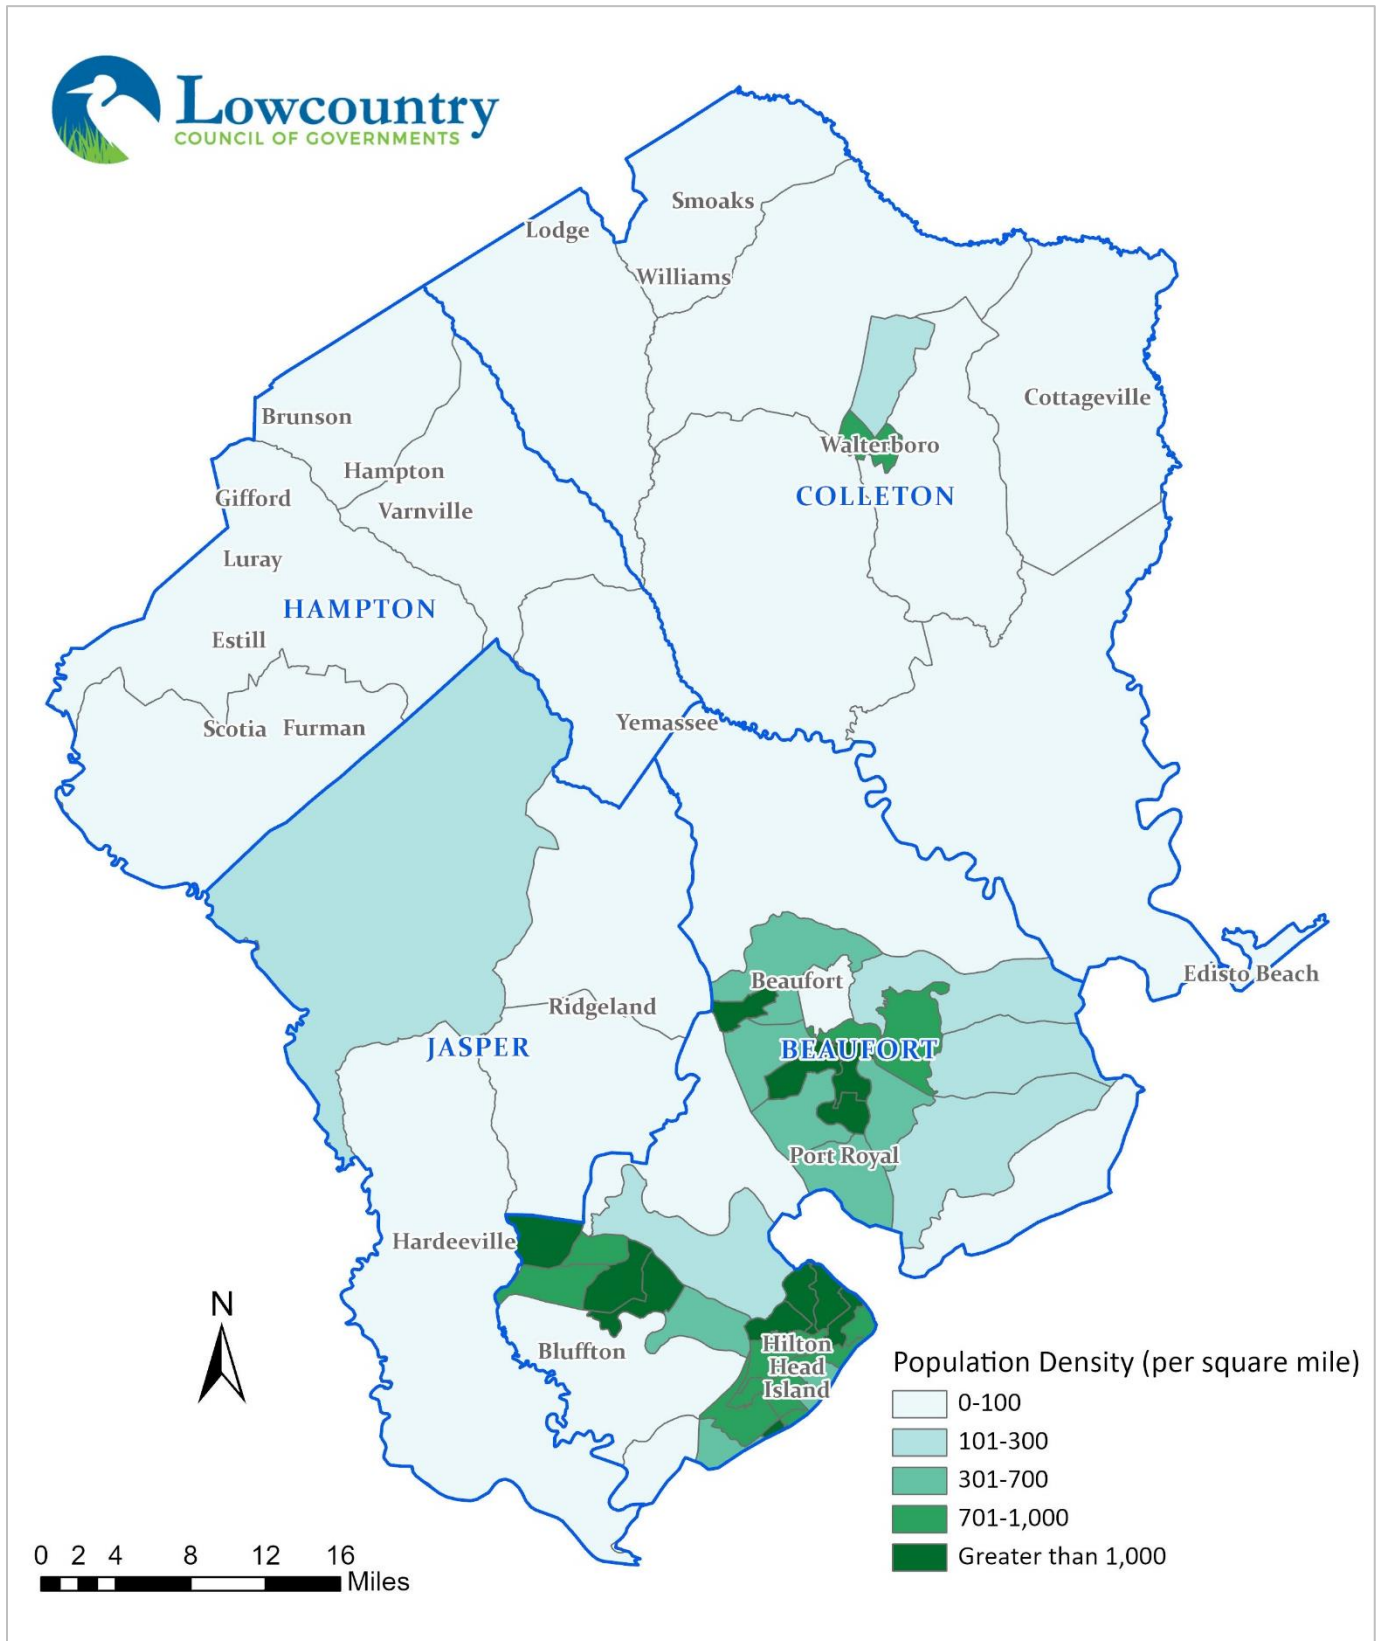 Lowcountry
COUNCIL OF GOVERNMENTS
Smoaks
Lodge
Williams
Cottageville
Brunson
Walterboro
Hampton
COLLETON
Gifford
Varnville
Luray
HAMPTON
Estill
Scotia
Furman
Yemassee
Edisto Beach
Beaufort
Ridgeland
JASPER
BEAUFORT
Port Royal
Hardeeville
N
Bluffton
Hilton
Head
Island
Population Density (per square mile)
0-100
101-300
301-700
701-1,000
Greater than 1,000
0 2 4 8 12 16
Miles